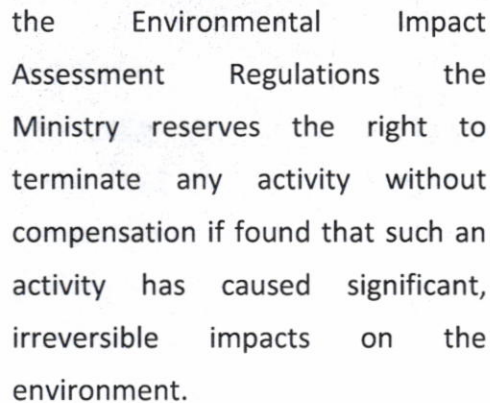 the Environmental Impact
Assessment Regulations the
Ministry reserves the right to
terminate any activity without
compensation if found that such an
activity has caused significant,
irreversible impacts on the
environment.